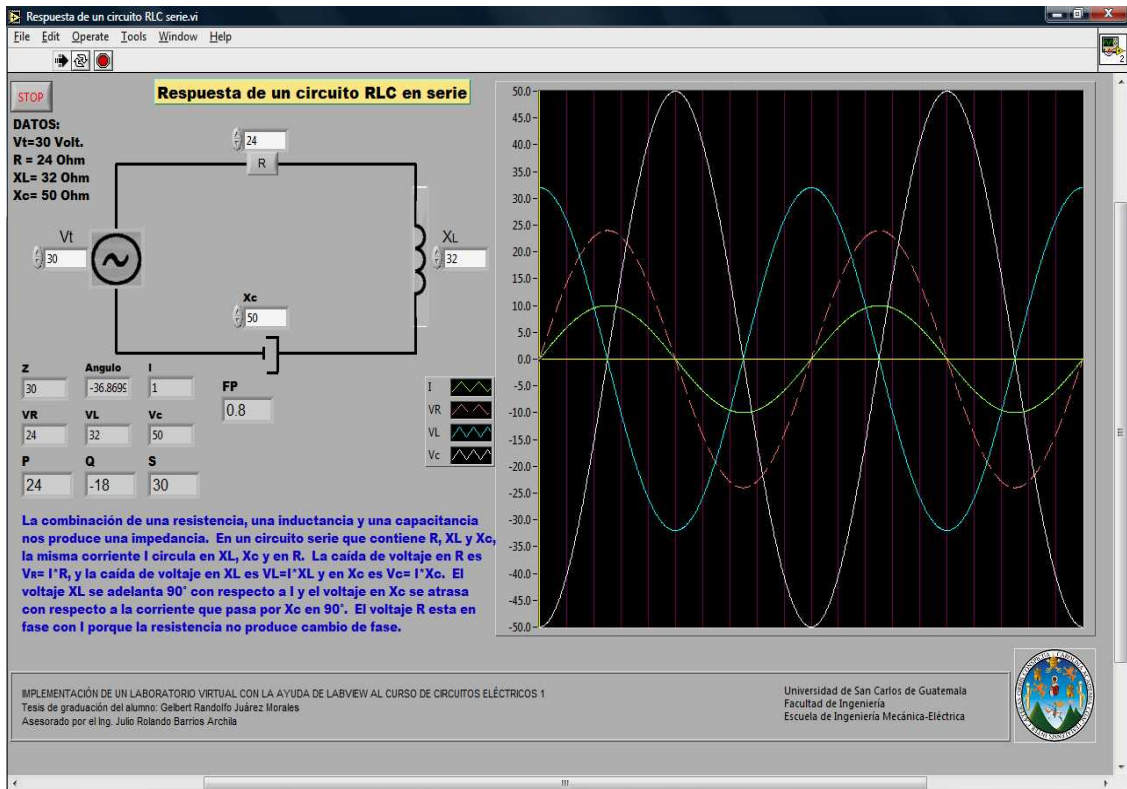 Respuesta de un circuito RLC serie.vi
File Edit Operate Tools Window Help
2
STOP
Respuesta de un circuito RLC en serie
DATOS:
Vt=30 Volt.
R = 24 Ohm
XL= 32 Ohm
Xc= 50 Ohm
24
R
Vt
30
XL
32
Xc
50
Z Angulo I
30 -36.8699 1
FP
0.8
VR VL Vc
24 32 50
P Q S
24 -18 30
I
VR
VL
Vc
50.0
45.0
40.0
35.0
30.0
25.0
20.0
15.0
10.0
5.0
0.0
-5.0
-10.0
-15.0
-20.0
-25.0
-30.0
-35.0
-40.0
-45.0
-50.0
La combinación de una resistencia, una inductancia y una capacitancia
nos produce una impedancia. En un circuito serie que contiene R, XL y Xc,
la misma corriente I circula en XL, Xc y en R. La caída de voltaje en R es
VR= I*R, y la caída de voltaje en XL es VL=I*XL y en Xc es Vc= I*Xc. El
voltaje XL se adelanta 90° con respecto a I y el voltaje en Xc se atrasa
con respecto a la corriente que pasa por Xc en 90°. El voltaje R esta en
fase con I porque la resistencia no produce cambio de fase.
IMPLEMENTACIÓN DE UN LABORATORIO VIRTUAL CON LA AYUDA DE LABVIEW AL CURSO DE CIRCUITOS ELÉCTRICOS 1
Tesis de graduación del alumno: Gelbert Randolfo Juárez Morales
Asesorado por el Ing. Julio Rolando Barrios Archila
Universidad de San Carlos de Guatemala
Facultad de Ingeniería
Escuela de Ingeniería Mecánica-Eléctrica